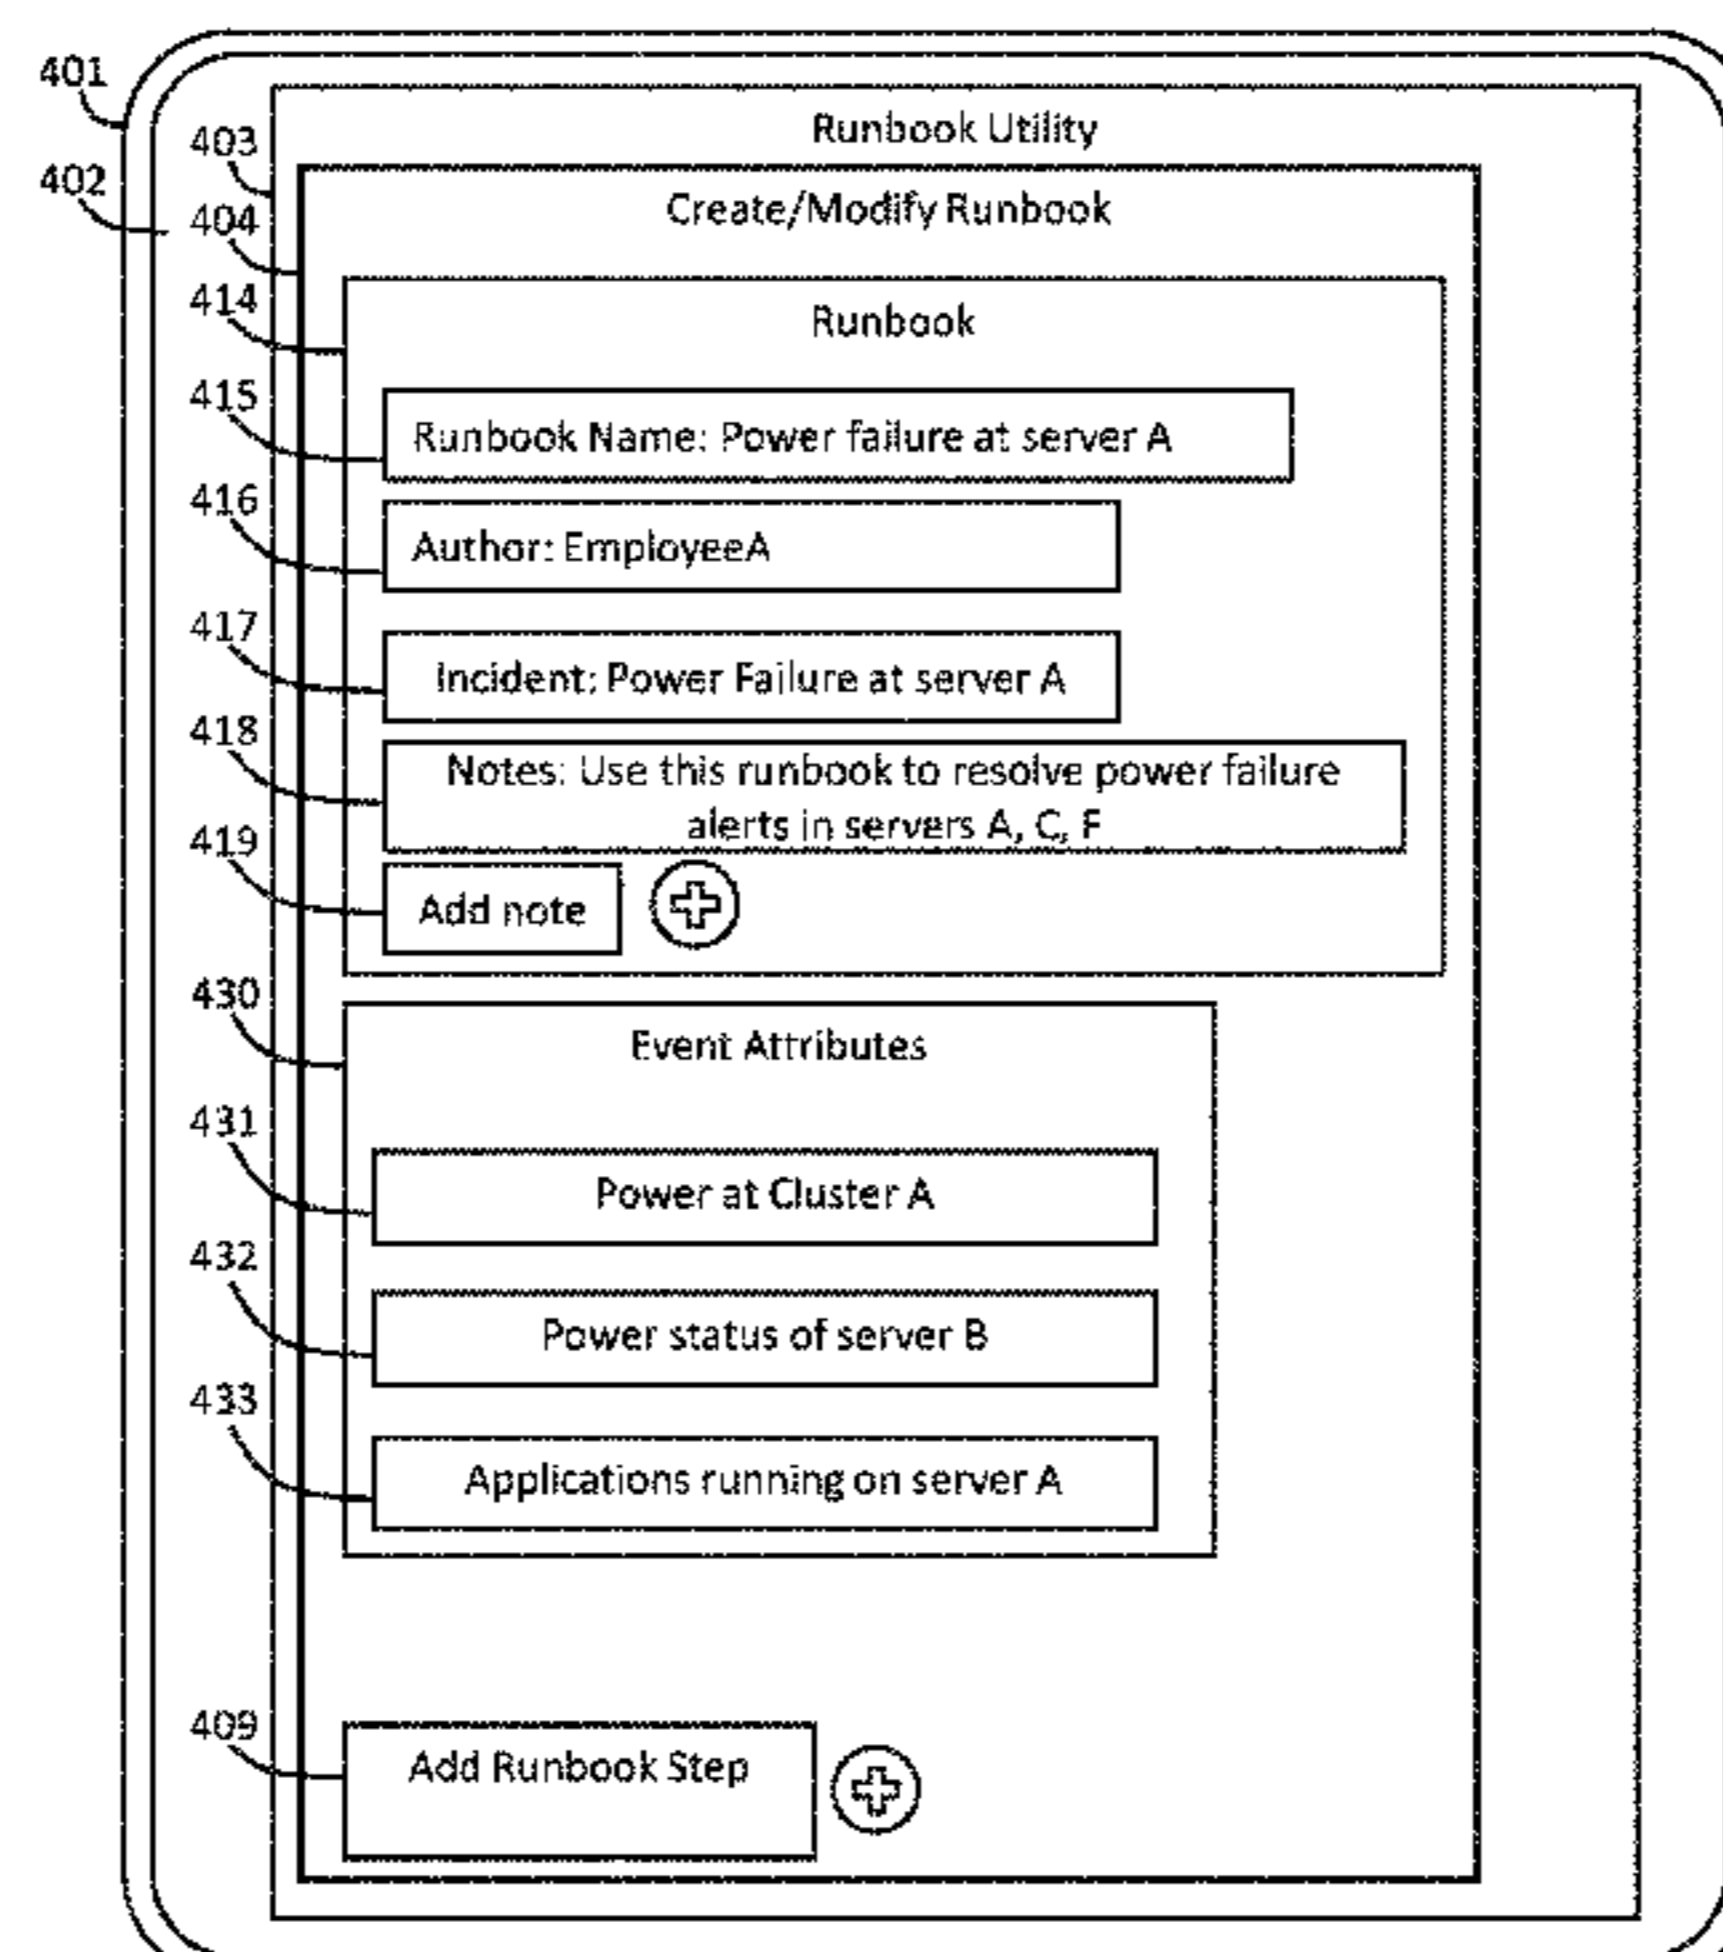 401
Runbook Utility
403
402
Create/Modify Runbook
404
414
Runbook
415
Runbook Name: Power failure at server A
416
Author: EmployeeA
417
Incident: Power Failure at server A
418
Notes: Use this runbook to resolve power failure
alerts in servers A, C, F
419
Add note
430
Event Attributes
431
Power at Cluster A
432
Power status of server B
433
Applications running on server A
409
Add Runbook Step